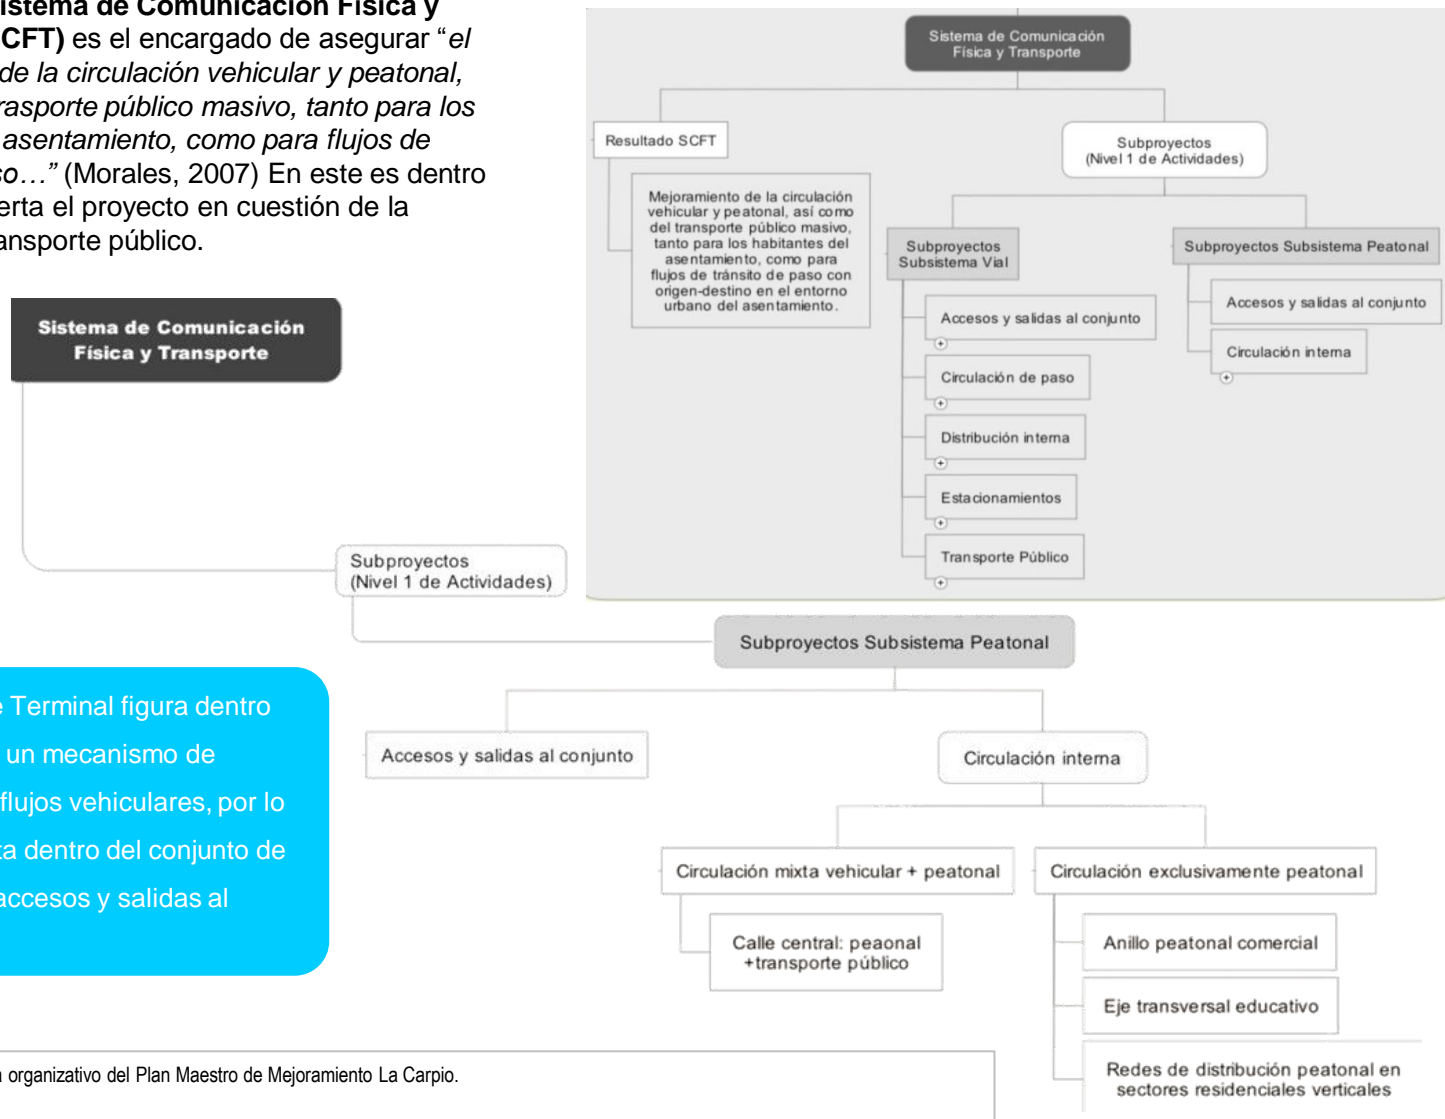 istema de Comunicación Física y
CFT) es el encargado de asegurar “el
de la circulación vehicular y peatonal,
rasporte público masivo, tanto para los
asentamiento, como para flujos de
so…” (Morales, 2007) En este es dentro
erta el proyecto en cuestión de la
ansporte público.
Sistema de Comunicación
Física y Transporte
Resultado SCFT
Mejoramiento de la circulación
vehicular y peatonal, así como
del transporte público masivo,
tanto para los habitantes del
asentamiento, como para
flujos de tránsito de paso con
origen-destino en el entorno
urbano del asentamiento.
Subproyectos
(Nivel 1 de Actividades)
Subproyectos
Subsistema Vial
Accesos y salidas al conjunto
Circulación de paso
Distribución interna
Estacionamientos
Transporte Público
Subproyectos Subsistema Peatonal
Accesos y salidas al conjunto
Circulación interna
Sistema de Comunicación
Física y Transporte
Subproyectos
(Nivel 1 de Actividades)
Subproyectos Subsistema Peatonal
Accesos y salidas al conjunto
Circulación interna
Circulación mixta vehicular + peatonal
Calle central: peaonal
+transporte público
Circulación exclusivamente peatonal
Anillo peatonal comercial
Eje transversal educativo
Redes de distribución peatonal en
sectores residenciales verticales
e Terminal figura dentro
un mecanismo de
flujos vehiculares, por lo
ta dentro del conjunto de
accesos y salidas al
a organizativo del Plan Maestro de Mejoramiento La Carpio.